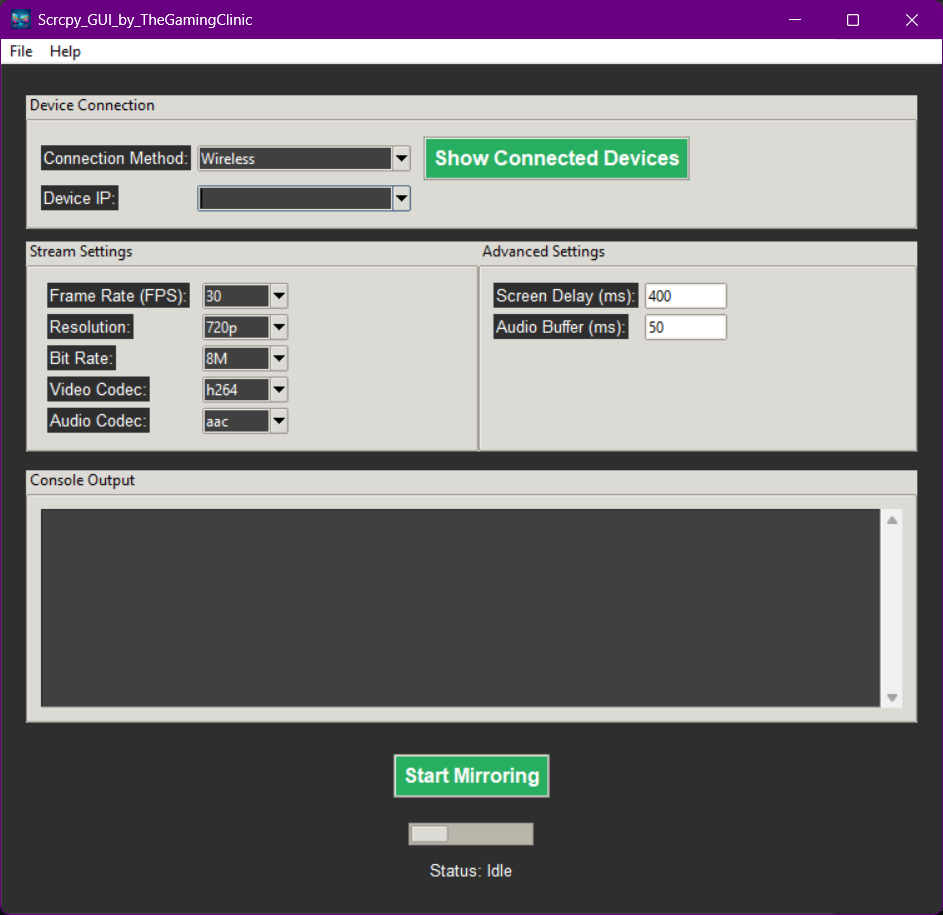 Scrcpy_GUI_by_TheGamingClinic
File Help
Device Connection
Connection Method: Wireless Show Connected Devices
Device IP:
Stream Settings Advanced Settings
Frame Rate (FPS): 30 Screen Delay (ms): 400
Resolution: 720p Audio Buffer (ms): 50
Bit Rate: 8M
Video Codec: h264
Audio Codec: aac
Console Output
Start Mirroring
Status: Idle